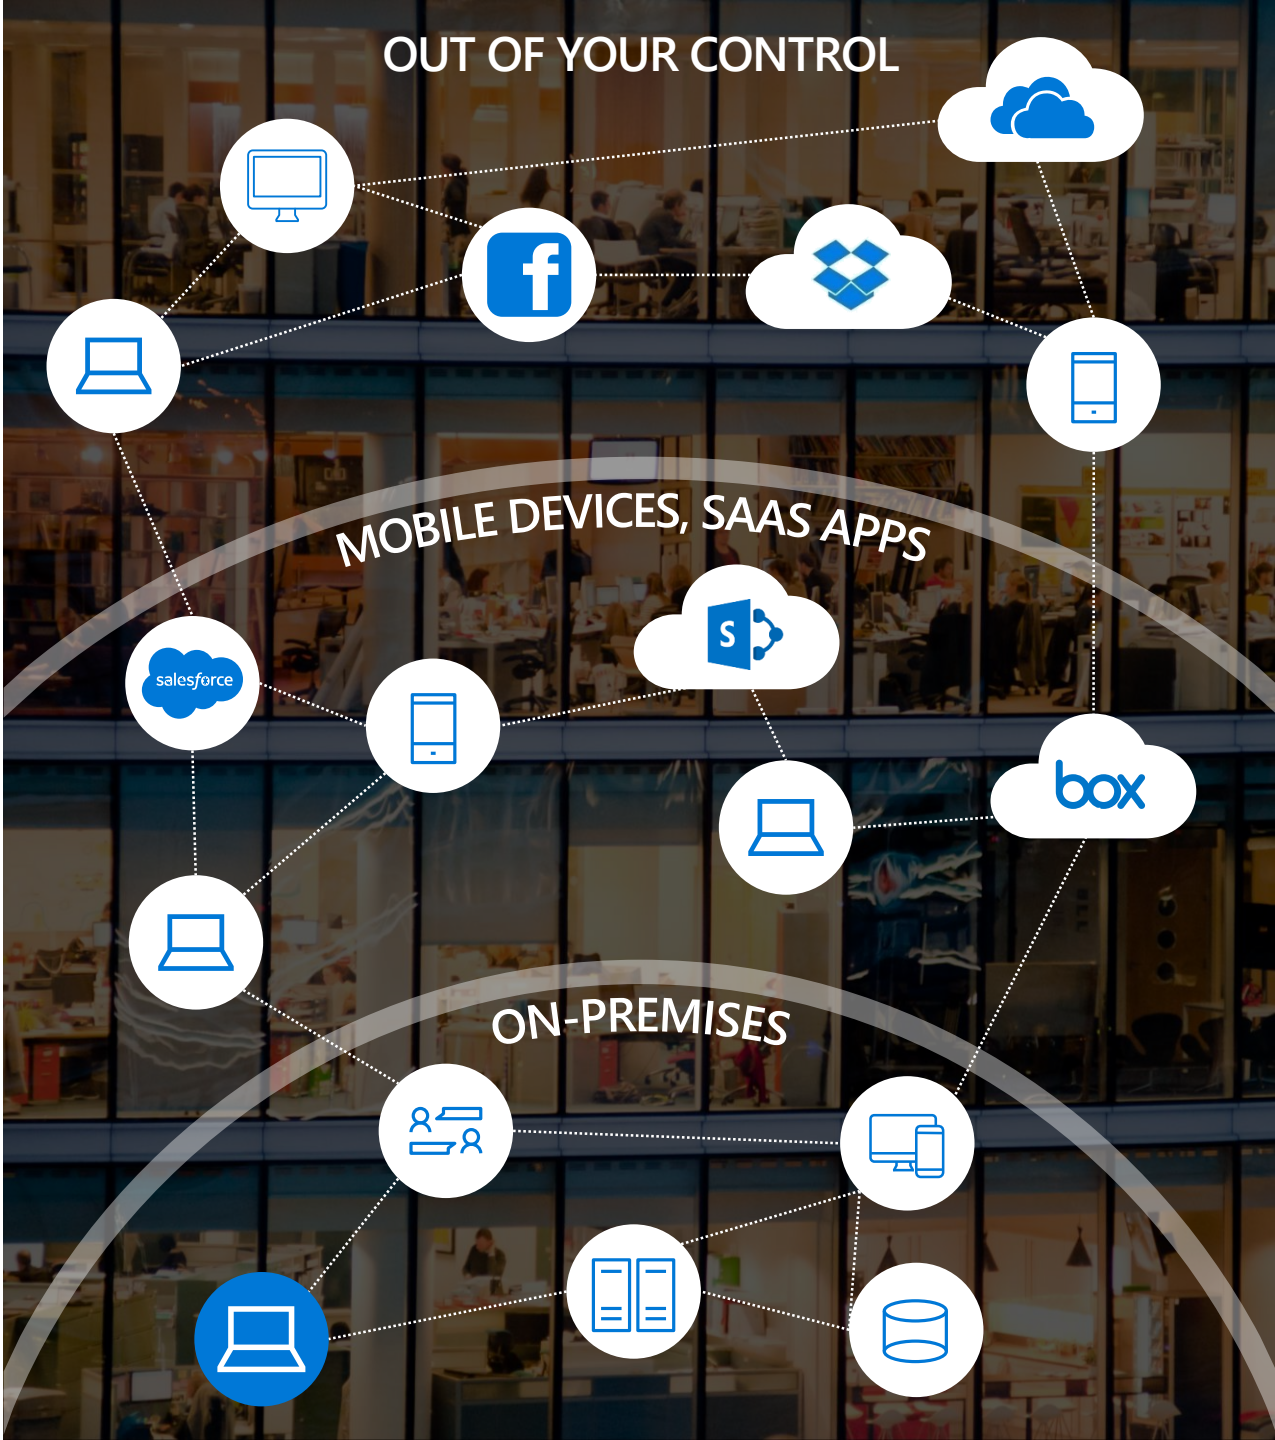 OUT OF YOUR CONTROL
f
MOBILE DEVICES, SAAS APPS
S
salesforce
box
ON-PREMISES